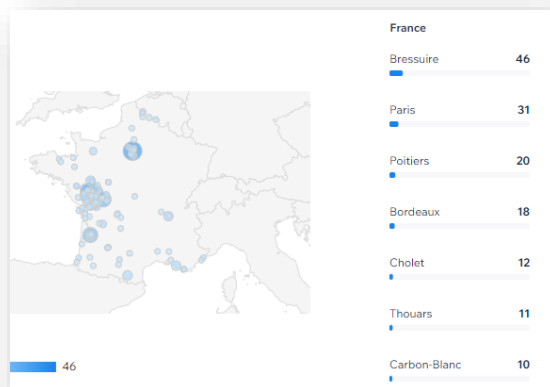 France
Bressuire 46
Paris 31
Poitiers 20
Bordeaux 18
Cholet 12
Thouars 11
Carbon-Blanc 10
46